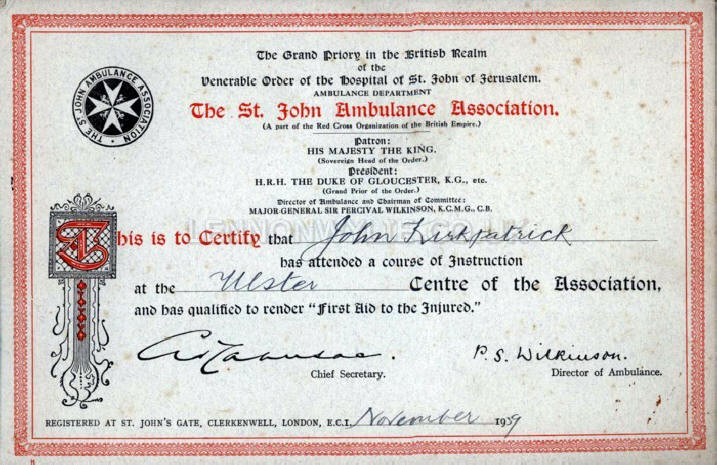 The Grand Priory in the British Realm
of the
Venerable Order of the Hospital of St. John of Jerusalem.
AMBULANCE DEPARTMENT
The St. John Ambulance Association.
(A part of the Red Cross Organization of the British Empire.)
Patron:
HIS MAJESTY THE KING.
(Sovereign Head of the Order.)
President:
H.R.H. THE DUKE OF GLOUCESTER, K.G., etc.
(Grand Prior of the Order.)
Director of Ambulance and Chairman of Committee:
MAJOR-GENERAL SIR PERCIVAL WILKINSON, K.C.M.G., C.B.
THE ST. JOHN AMBULANCE ASSOCIATION
This is to Certify that John Kirkpatrick
has attended a course of Instruction
at the Ulster Centre of the Association,
and has qualified to render "First Aid to the Injured."
P. S. Wilkinson.
Chief Secretary. Director of Ambulance.
REGISTERED AT ST. JOHN'S GATE, CLERKENWELL, LONDON, E.C.1. November 1939